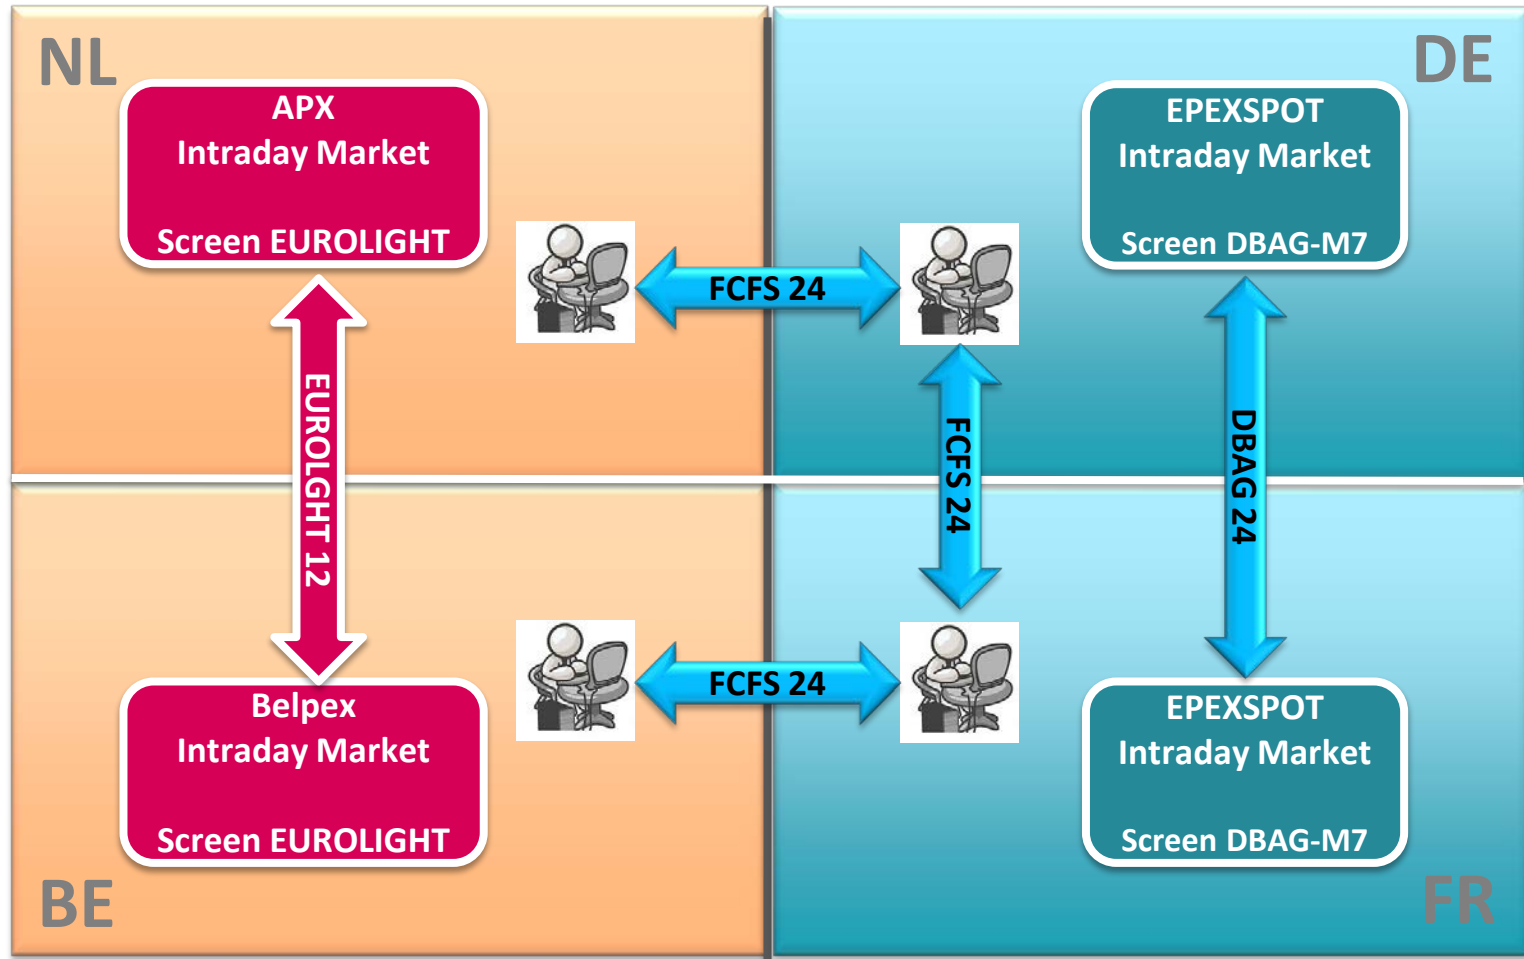 NL
APX
Intraday Market
Screen EUROLIGHT
DE
EPEXSPOT
Intraday Market
Screen DBAG-M7
FCFS 24
EUROLGHT 12
FCFS 24
DBAG 24
Belpex
Intraday Market
Screen EUROLIGHT
BE
FCFS 24
EPEXSPOT
Intraday Market
Screen DBAG-M7
FR